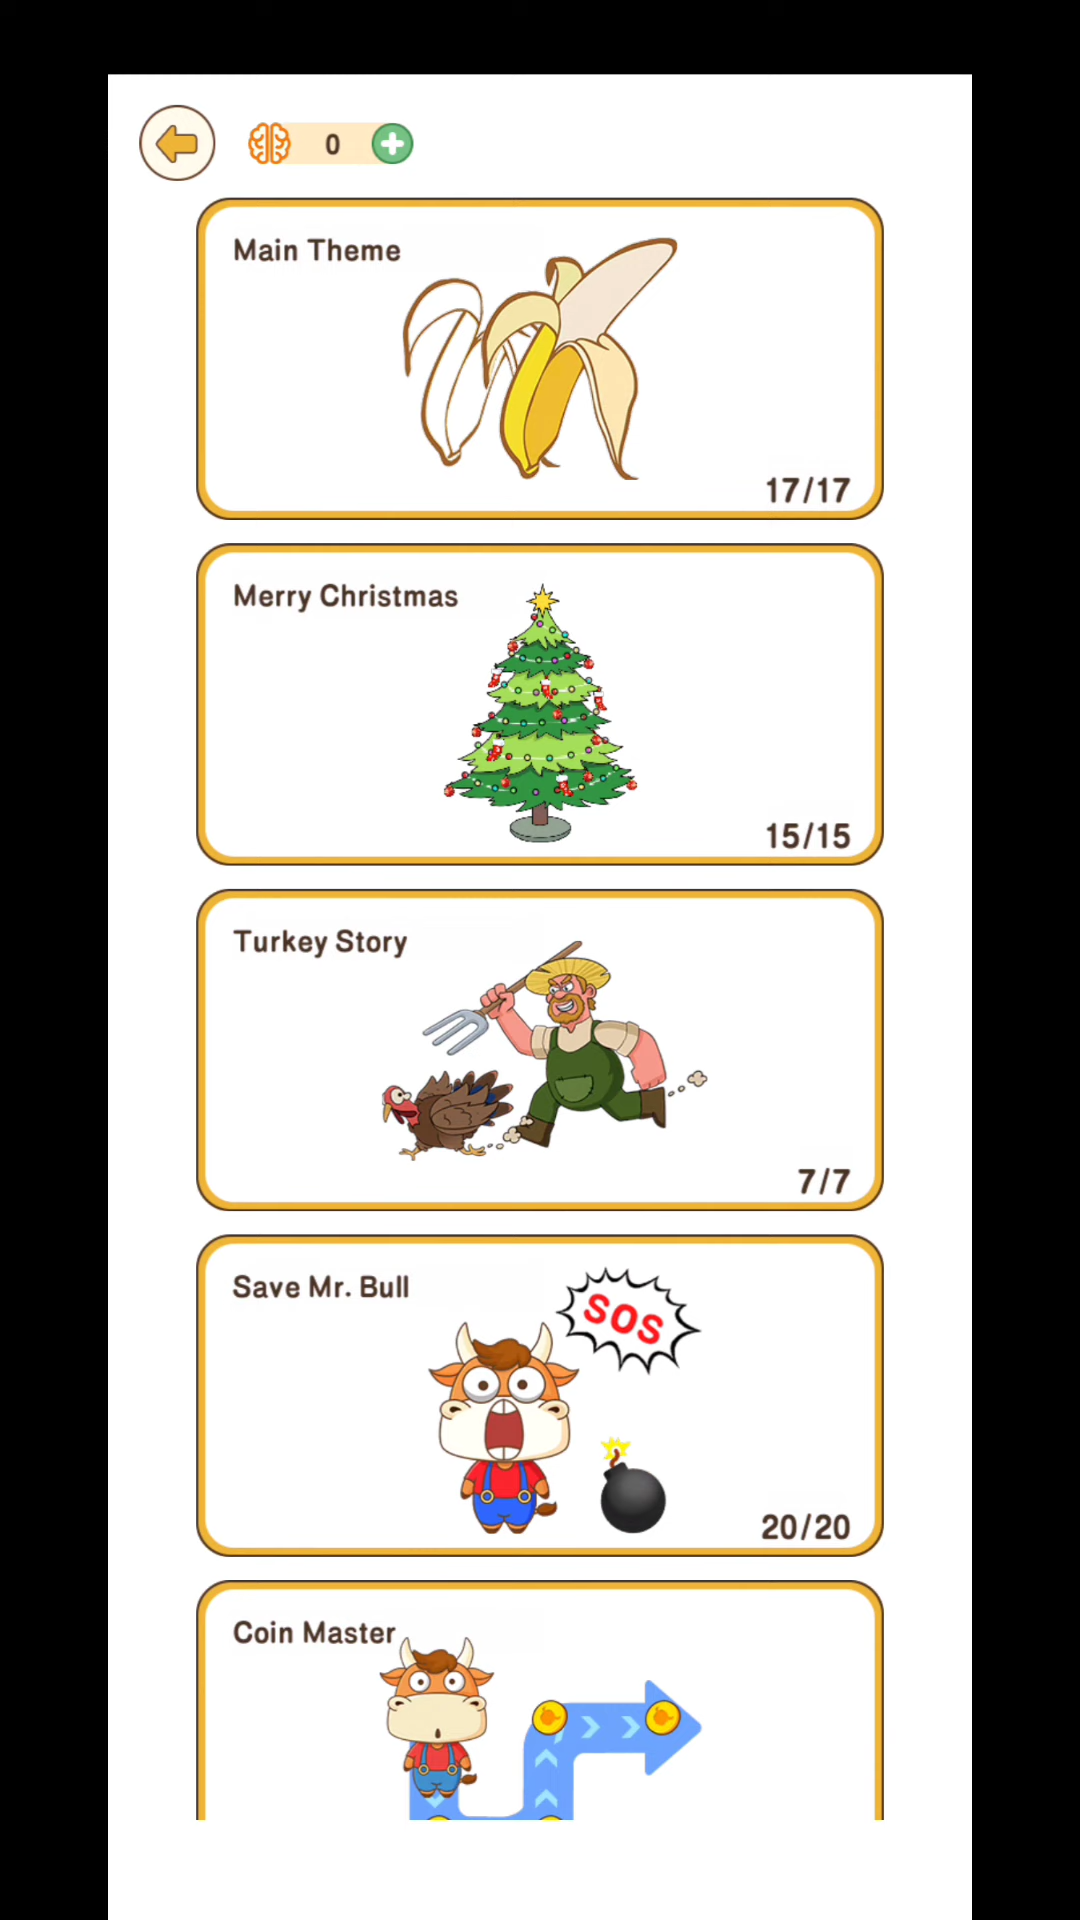 0
Main Theme
17/17
Merry Christmas
15/15
Turkey Story
7/7
Save Mr. Bull
SOS
20/20
Coin Master